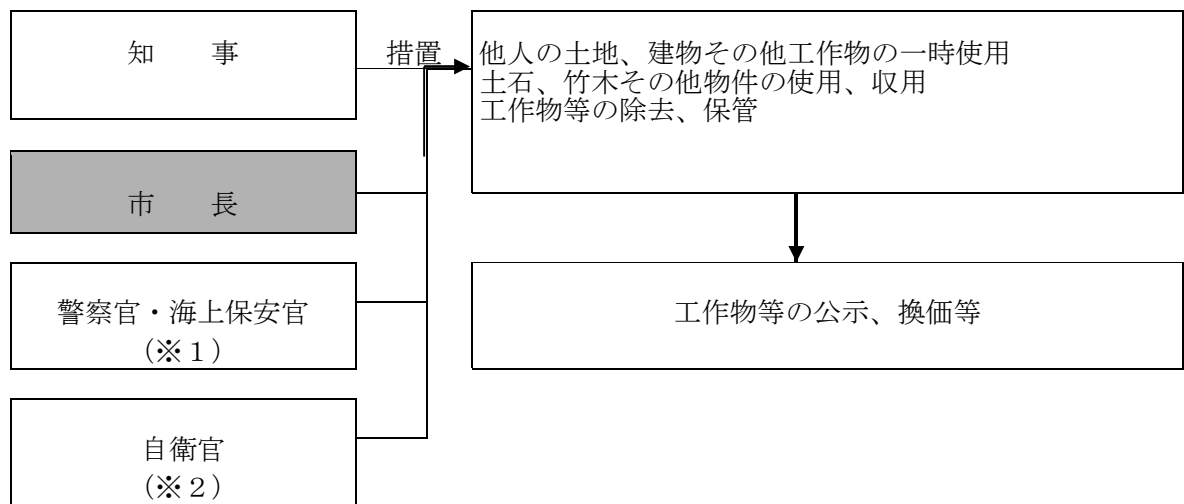 知　　事
措置
他人の土地、建物その他工作物の一時使用
土石、竹木その他物件の使用、収用
工作物等の除去、保管
市　　長
警察官・海上保安官
（※１）
工作物等の公示、換価等
自衛官
（※２）